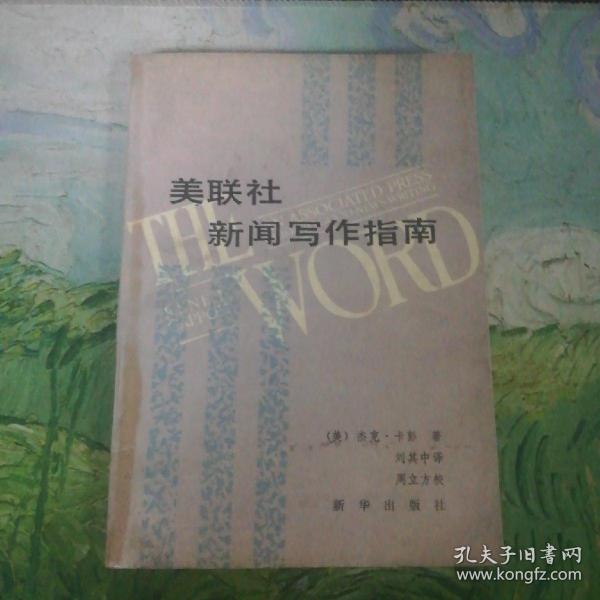 美联社
新闻写作指南
THE
ASSOCIATED PRESS
WORD
(美) 杰克·卡彭 著
刘其中译
周立方校
新华出版社
孔夫子旧书网
www.kongfz.com